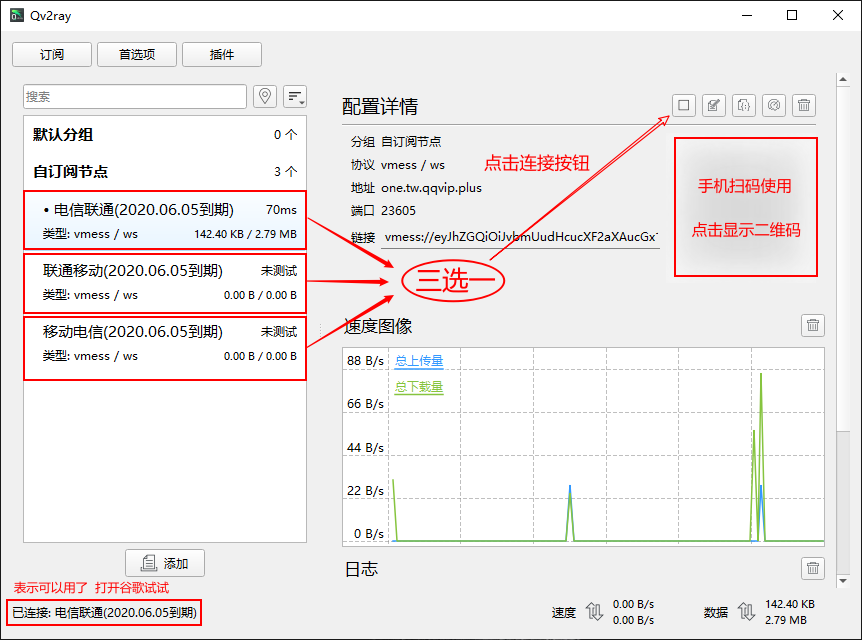 Qv2ray
订阅 首选项 插件
搜索
默认分组 0 个
自订阅节点 3 个
• 电信联通(2020.06.05到期) 70ms
类型: vmess / ws 142.40 KB / 2.79 MB
联通移动(2020.06.05到期) 未测试
类型: vmess / ws 0.00 B / 0.00 B
移动电信(2020.06.05到期) 未测试
类型: vmess / ws 0.00 B / 0.00 B
添加
表示可以用了 打开谷歌试试
已连接: 电信联通(2020.06.05到期)
配置详情
分组 自订阅节点
协议 vmess / ws
地址 one.tw.qqvip.plus
端口 23605
链接 vmess://eyJhZGQiOiJvbmUudHcucXF2aXAucGx
点击连接按钮
手机扫码使用
点击显示二维码
三选一
速度图像
88 B/s
66 B/s
44 B/s
22 B/s
0 B/s
总上传量
总下载量
日志
速度 0.00 B/s
0.00 B/s
数据 142.40 KB
2.79 MB